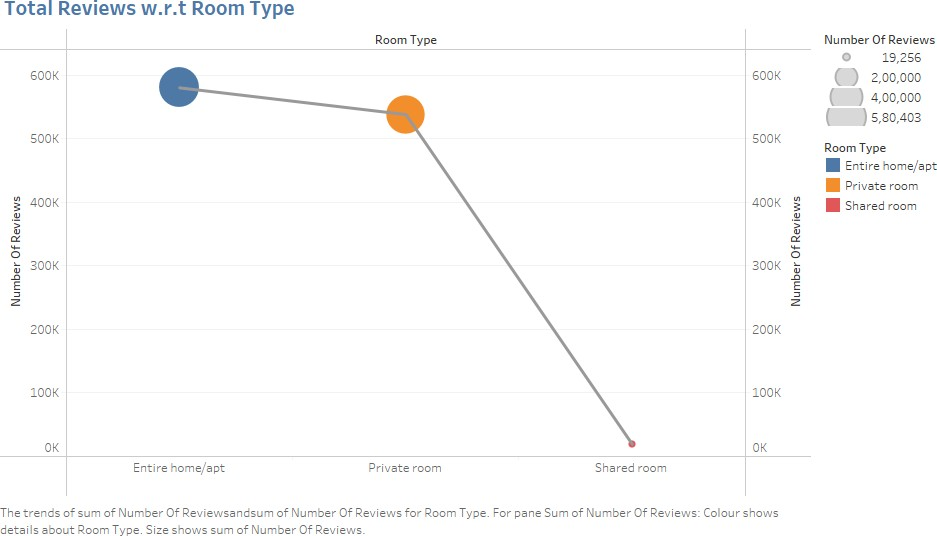 Total Reviews w.r.t Room Type
Room Type
Number Of Reviews
600K
500K
400K
300K
200K
100K
0K
Number Of Reviews
600K
500K
400K
300K
200K
100K
0K
Entire home/apt
Private room
Shared room
Number Of Reviews
19,256
2,00,000
4,00,000
5,80,403
Room Type
Entire home/apt
Private room
Shared room
The trends of sum of Number Of Reviewsandsum of Number Of Reviews for Room Type. For pane Sum of Number Of Reviews: Colour shows
details about Room Type. Size shows sum of Number Of Reviews.